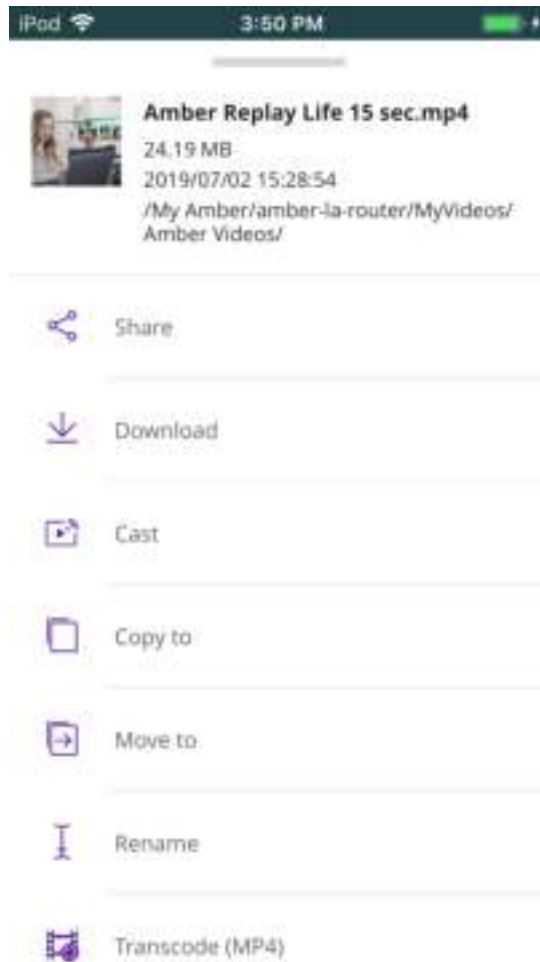 iPod
3:50 PM
Amber Replay Life 15 sec.mp4
24.19 MB
2019/07/02 15:28:54
/My Amber/amber-la-router/MyVideos/
Amber Videos/
Share
Download
Cast
Copy to
Move to
Rename
Transcode (MP4)